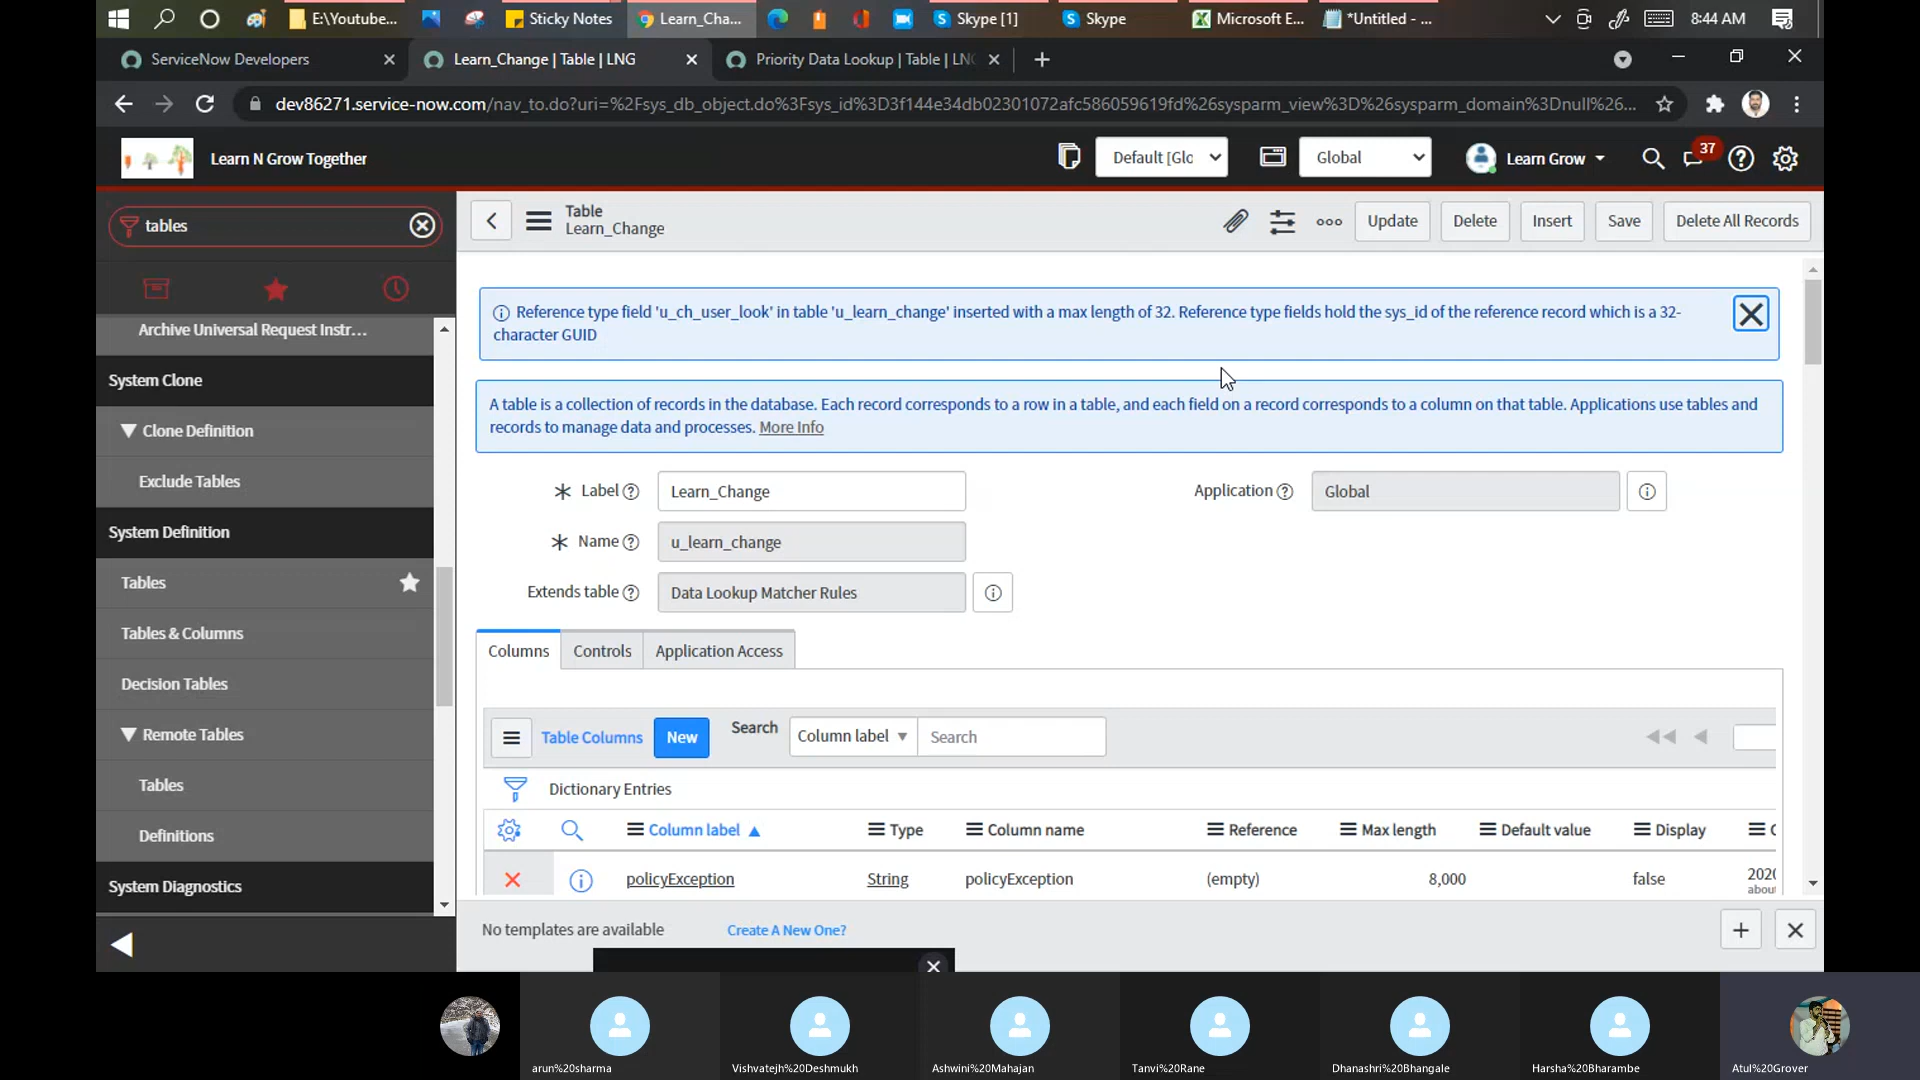 E:\Youtube...
Sticky Notes
Learn_Cha...
Skype [1]
Skype
Microsoft E...
*Untitled - ...
8:44 AM
ServiceNow Developers
Learn_Change | Table | LNG
Priority Data Lookup | Table | LNG
dev86271.service-now.com/nav_to.do?uri=%2Fsys_db_object.do%3Fsys_id%3D3f144e34db02301072afc586059619fd%26sysparm_view%3D%26sysparm_domain%3Dnull%26...
Learn N Grow Together
Default [Glo
Global
Learn Grow
37
tables
Archive Universal Request Instr...
System Clone
Clone Definition
Exclude Tables
System Definition
Tables
Tables & Columns
Decision Tables
Remote Tables
Tables
Definitions
System Diagnostics
Table
Learn_Change
Update
Delete
Insert
Save
Delete All Records
Reference type field 'u_ch_user_look' in table 'u_learn_change' inserted with a max length of 32. Reference type fields hold the sys_id of the reference record which is a 32-
character GUID
A table is a collection of records in the database. Each record corresponds to a row in a table, and each field on a record corresponds to a column on that table. Applications use tables and
records to manage data and processes. More Info
Label
Learn_Change
Application
Global
Name
u_learn_change
Extends table
Data Lookup Matcher Rules
Columns
Controls
Application Access
Table Columns
New
Search
Column label
Search
Dictionary Entries
Column label
Type
Column name
Reference
Max length
Default value
Display
policyException
String
policyException
(empty)
8,000
false
2020
about
No templates are available
Create A New One?
arun%20sharma
Vishvatejh%20Deshmukh
Ashwini%20Mahajan
Tanvi%20Rane
Dhanashri%20Bhangale
Harsha%20Bharambe
Atul%20Grover